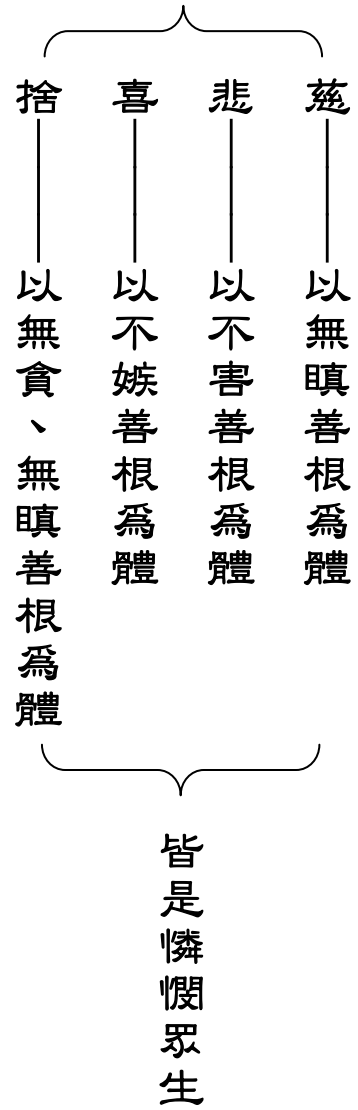 慈
以無瞋善根爲體
悲
以不害善根爲體
喜
以不嫉善根爲體
捨
以無貪、無瞋善根爲體
皆是憐憫眾生